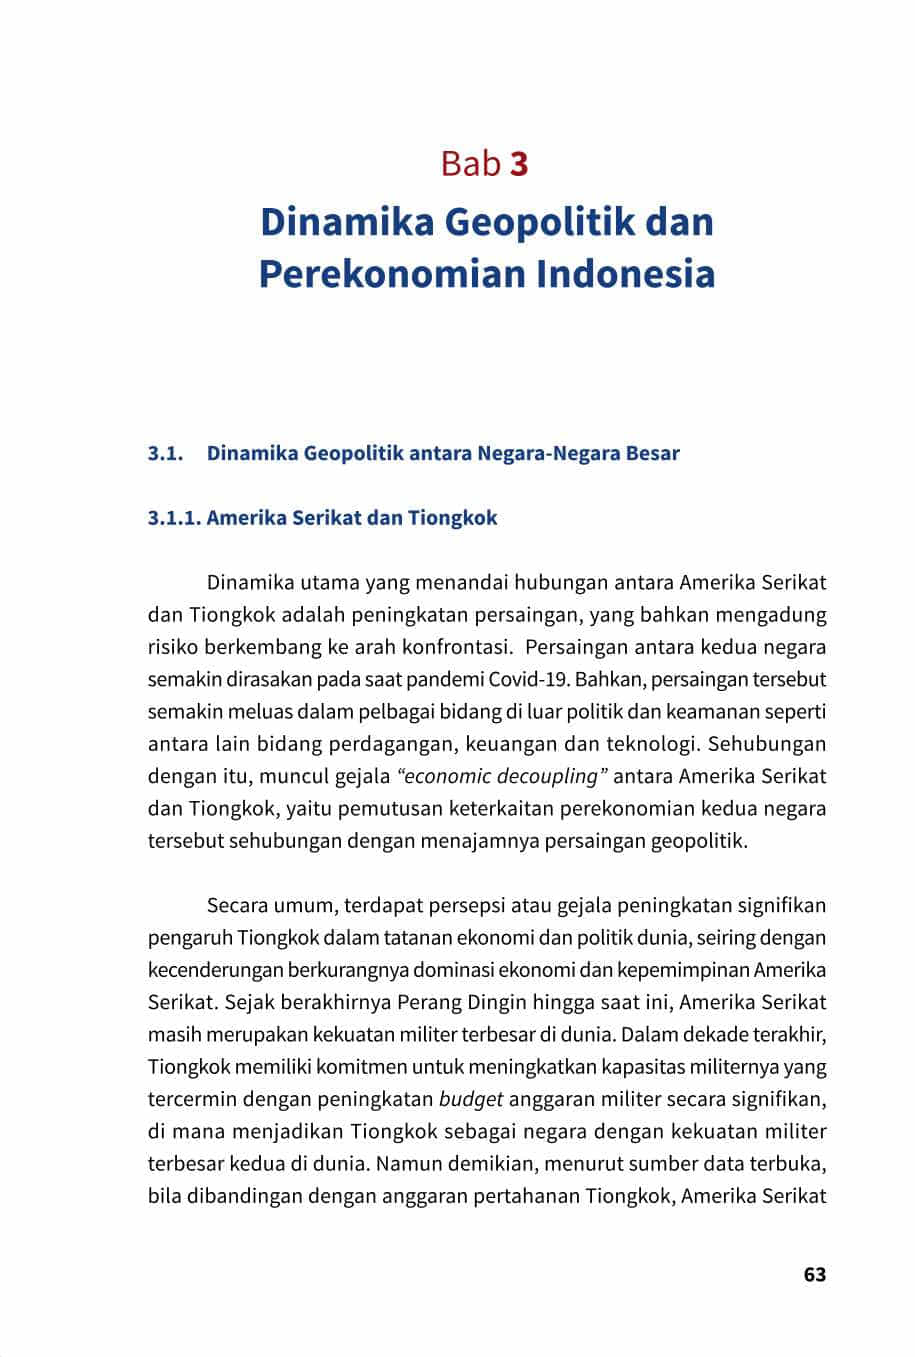 Bab 3
Dinamika Geopolitik dan
Perekonomian Indonesia
3.1. Dinamika Geopolitik antara Negara-Negara Besar
3.1.1. Amerika Serikat dan Tiongkok
Dinamika utama yang menandai hubungan antara Amerika Serikat
dan Tiongkok adalah peningkatan persaingan, yang bahkan mengadung
risiko berkembang ke arah konfrontasi. Persaingan antara kedua negara
semakin dirasakan pada saat pandemi Covid-19. Bahkan, persaingan tersebut
semakin meluas dalam pelbagai bidang di luar politik dan keamanan seperti
antara lain bidang perdagangan, keuangan dan teknologi. Sehubungan
dengan itu, muncul gejala “economic decoupling” antara Amerika Serikat
dan Tiongkok, yaitu pemutusan keterkaitan perekonomian kedua negara
tersebut sehubungan dengan menajamnya persaingan geopolitik.
Secara umum, terdapat persepsi atau gejala peningkatan signifikan
pengaruh Tiongkok dalam tatanan ekonomi dan politik dunia, seiring dengan
kecenderungan berkurangnya dominasi ekonomi dan kepemimpinan Amerika
Serikat. Sejak berakhirnya Perang Dingin hingga saat ini, Amerika Serikat
masih merupakan kekuatan militer terbesar di dunia. Dalam dekade terakhir,
Tiongkok memiliki komitmen untuk meningkatkan kapasitas militernya yang
tercermin dengan peningkatan budget anggaran militer secara signifikan,
di mana menjadikan Tiongkok sebagai negara dengan kekuatan militer
terbesar kedua di dunia. Namun demikian, menurut sumber data terbuka,
bila dibandingan dengan anggaran pertahanan Tiongkok, Amerika Serikat
63